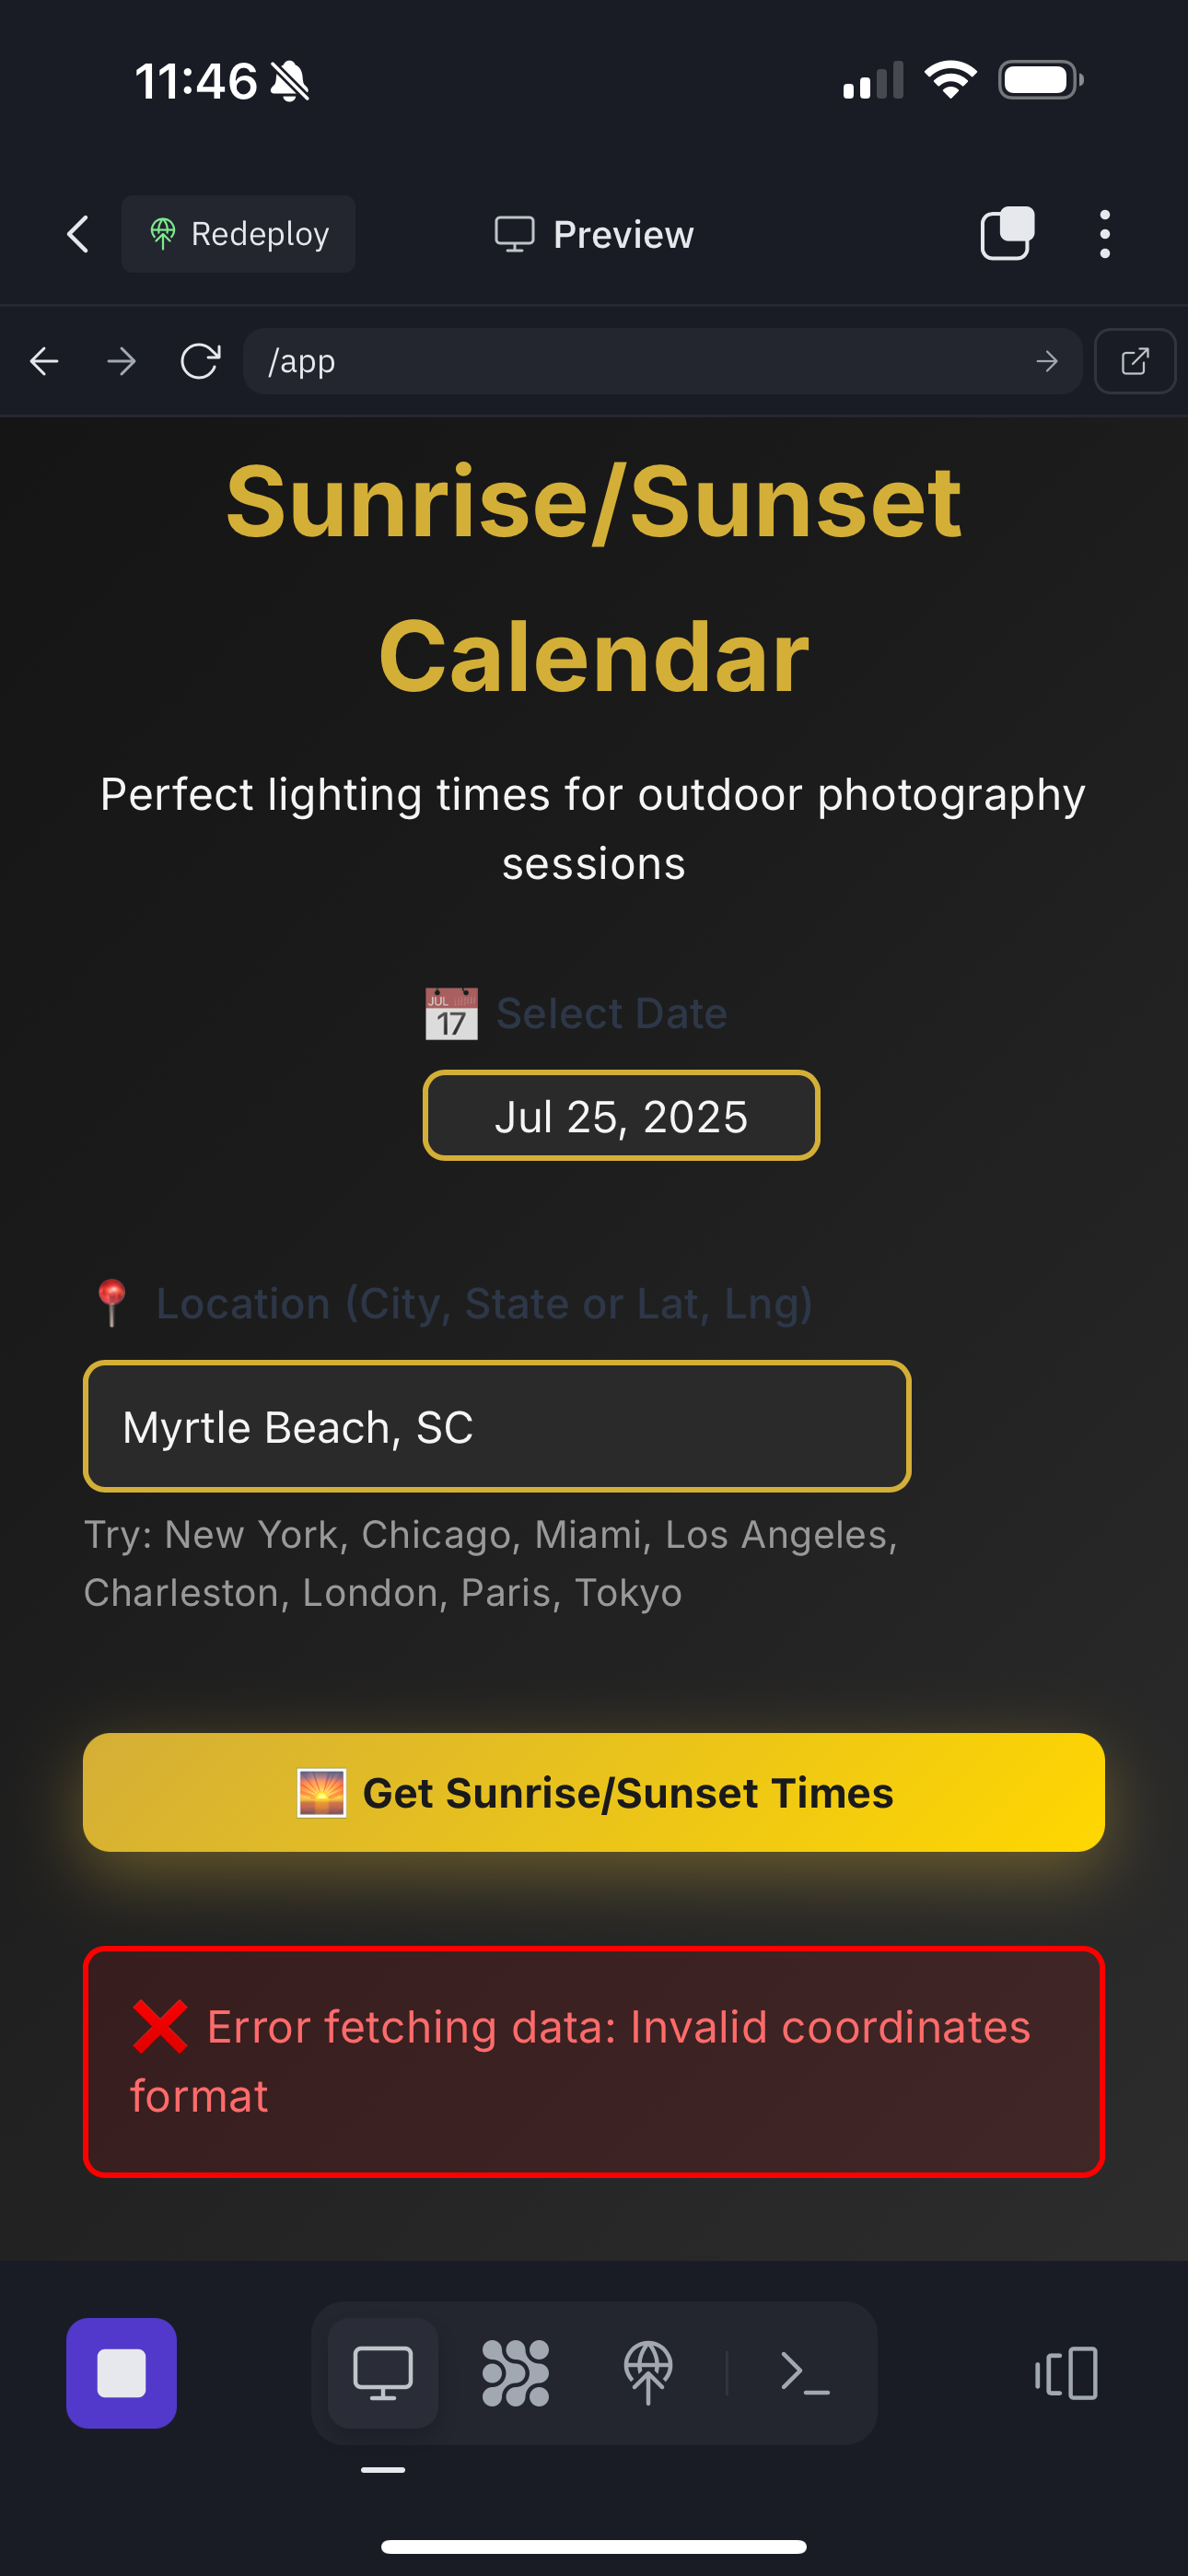 11:46
Redeploy
Preview
/app
Sunrise/Sunset
Calendar
Perfect lighting times for outdoor photography
sessions
JUL
17
Select Date
Jul 25, 2025
Location (City, State or Lat, Lng)
Myrtle Beach, SC
Try: New York, Chicago, Miami, Los Angeles,
Charleston, London, Paris, Tokyo
Get Sunrise/Sunset Times
Error fetching data: Invalid coordinates
format